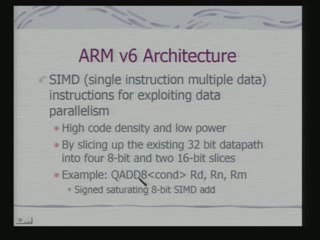 ARM v6 Architecture
SIMD (single instruction multiple data)
instructions for exploiting data
parallelism
High code density and low power
By slicing up the existing 32 bit datapath
into four 8-bit and two 16-bit slices
Example: QADD8<cond> Rd, Rn, Rm
Signed saturating 8-bit SIMD add